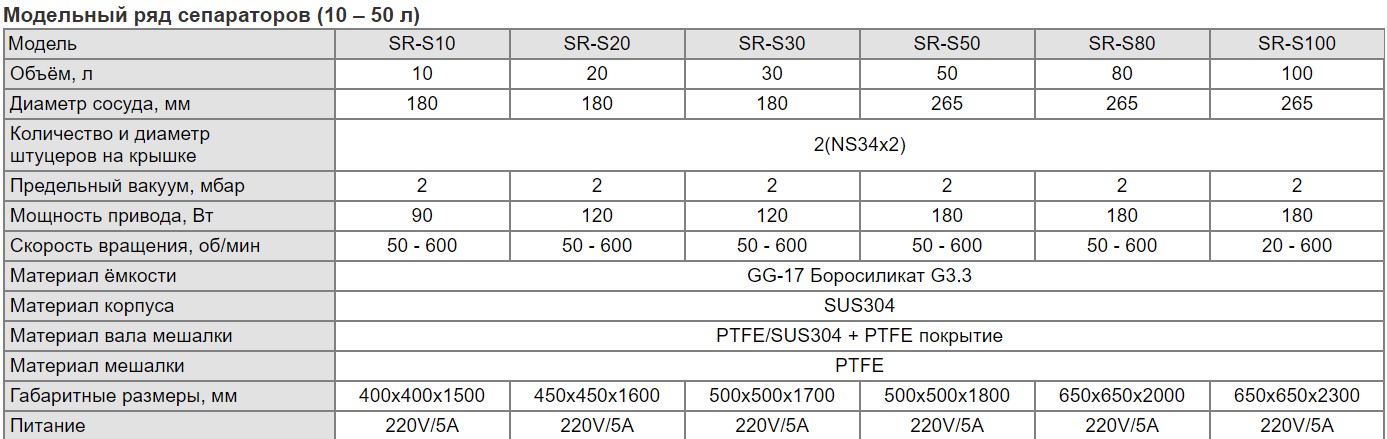 Модельный ряд сепараторов (10 – 50 л)
Модель SR-S10 SR-S20 SR-S30 SR-S50 SR-S80 SR-S100
Объём, л 10 20 30 50 80 100
Диаметр сосуда, мм 180 180 180 265 265 265
Количество и диаметр
штуцеров на крышке 2(NS34x2)
Предельный вакуум, мбар 2 2 2 2 2 2
Мощность привода, Вт 90 120 120 180 180 180
Скорость вращения, об/мин 50 - 600 50 - 600 50 - 600 50 - 600 50 - 600 20 - 600
Материал ёмкости GG-17 Боросиликат G3.3
Материал корпуса SUS304
Материал вала мешалки PTFE/SUS304 + PTFE покрытие
Материал мешалки PTFE
Габаритные размеры, мм 400x400x1500 450x450x1600 500x500x1700 500x500x1800 650x650x2000 650x650x2300
Питание 220V/5A 220V/5A 220V/5A 220V/5A 220V/5A 220V/5A